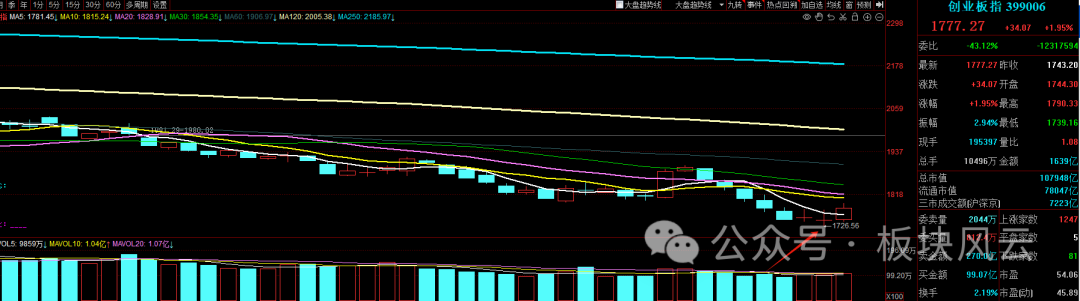 季 年 1分 5分 15分 30分 60分 多周期 设置
大盘趋势线 大盘趋势线 九转 事件 热点回溯 加自选 均线 窗 预测
指 MA5: 1781.45↓ MA10: 1815.24↓ MA20: 1828.91↓ MA30: 1854.35↓ MA60: 1906.97↓ MA120: 2005.38↓ MA250: 2185.97↓
创业板指 399006
1777.27 +34.07 +1.95%
2298
2178
2059
1937
1818
1726.56
委比 -43.12% -12317594
最新 1777.27 昨收 1743.20
涨跌 +34.07 开盘 1744.30
涨幅 +1.95% 最高 1790.33
振幅 2.94% 最低 1739.16
现手 195397 量比 1.08
总手 10496万 金额 1639亿
总市值 107948亿
流通市值 78047亿
三市成交额(沪深京) 7223亿
委卖量 2044万 上涨家数 1247
平盘家数 5
下跌家数 81
买金额 99.07亿 市盈 54.06
换手 2.19% 市盈(动) 45.89
VOL5: 9859万↓ MAVOL10: 1.04亿↑ MAVOL20: 1.07亿↓
99.20万
X100
公众号 · 板块风云